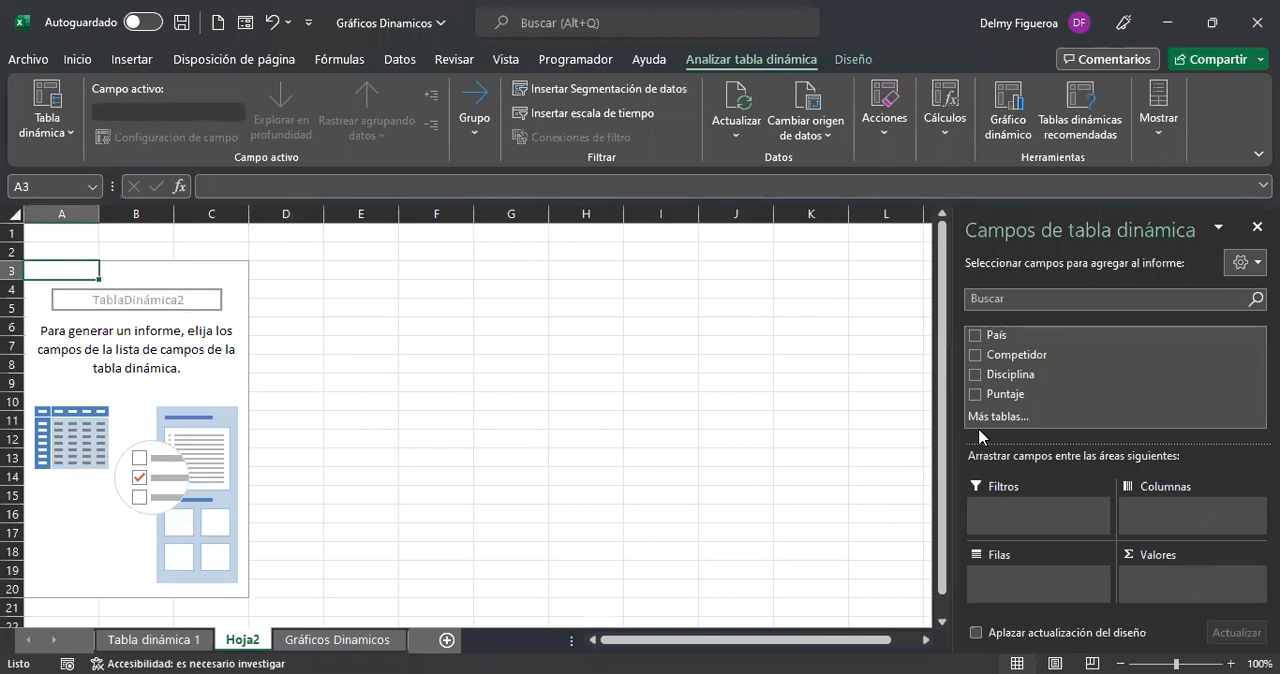 Autoguardado
Gráficos Dinamicos
Buscar (Alt+Q)
Delmy Figueroa
DF
Archivo Inicio Insertar Disposición de página Fórmulas Datos Revisar Vista Programador Ayuda Analizar tabla dinámica Diseño
Comentarios
Compartir
Tabla dinámica
Campo activo:
Configuración de campo
Explorar en profundidad
Rastrear agrupando datos
Campo activo
Grupo
Insertar Segmentación de datos
Insertar escala de tiempo
Conexiones de filtro
Filtrar
Actualizar
Cambiar origen de datos
Datos
Acciones
Cálculos
Gráfico dinámico
Tablas dinámicas recomendadas
Herramientas
Mostrar
A3
fx
A B C D E F G H I J K L
1
2
3
4
5
6
7
8
9
10
11
12
13
14
15
16
17
18
19
20
21
22
TablaDinámica2
Para generar un informe, elija los
campos de la lista de campos de la
tabla dinámica.
Campos de tabla dinámica
Seleccionar campos para agregar al informe:
Buscar
País
Competidor
Disciplina
Puntaje
Más tablas...
Arrastrar campos entre las áreas siguientes:
Filtros
Columnas
Filas
Σ Valores
Aplazar actualización del diseño
Actualizar
Tabla dinámica 1
Hoja2
Gráficos Dinamicos
Listo
Accesibilidad: es necesario investigar
100%